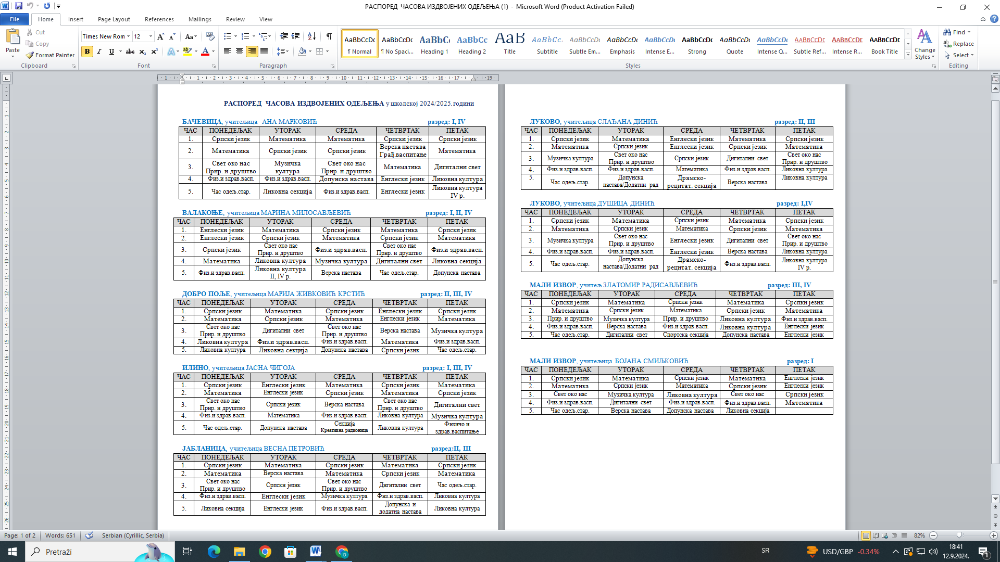 РАСПОРЕД ЧАСОВА ИЗДВОЈЕНИХ ОДЕЉЕЊА (1) - Microsoft Word (Product Activation Failed)
File Home Insert Page Layout References Mailings Review View
Paste Cut Copy Format Painter
Times New Rom 12
AaBbCcDc AaBbCcDc AaBbCc AaBbCc AaB AaBbCc. AaBbCcDc AaBbCcDc AaBbCcDc AaBbCcDc AaBbCcDc AaBbCcDc AABBCCDE AABBCCDE AABBCCDE
¶ Normal ¶ No Spaci... Heading 1 Heading 2 Title Subtitle Subtle Em... Emphasis Intense E... Strong Quote Intense Q... Subtle Ref... Intense R... Book Title
Change Styles
Find
Replace
Select
Clipboard Font Paragraph Styles Editing
РАСПОРЕД ЧАСОВА ИЗДВОЈЕНИХ ОДЕЉЕЊА у школској 2024/2025. години
БАЧЕВИЦА, учитељица АНА МАРКОВИЋ разред: I, IV
ЧАС ПОНЕДЕЉАК УТОРАК СРЕДА ЧЕТВРТАК ПЕТАК
1. Српски језик Математика Математика Српски језик Српски језик
2. Математика Српски језик Српски језик Верска настава Грађ.васпитање Математика
3. Свет око нас Прир. и друштво Музичка култура Свет око нас Прир. и друштво Математика Дигитални свет
4. Физ.и здрав.васп. Физ.и здрав.васп. Допунска настава Енглески језик Ликовна култура
5. Час одељ.стар. Ликовна секција Физ.и здрав.васп. Енглески језик Ликовна култура IV р.
ВАЛАКОЊЕ, учитељица МАРИНА МИЛОСАВЉЕВИЋ разред: I, II, IV
ЧАС ПОНЕДЕЉАК УТОРАК СРЕДА ЧЕТВРТАК ПЕТАК
1. Енглески језик Математика Српски језик Математика Српски језик
2. Енглески језик Српски језик Математика Српски језик Математика
3. Српски језик Свет око нас Прир. и друштво Физ.и здрав.васп. Свет око нас Прир. и друштво Физ.и здрав.васп.
4. Математика Ликовна култура Музичка култура Дигитални свет Ликовна секција
5. Физ.и здрав.васп. Ликовна култура II, IV р. Верска настава Час одељ.стар. Допунска настава
ДОБРО ПОЉЕ, учитељица МАРИЈА ЖИВКОВИЋ КРСТИЋ разред: II, III, IV
ЧАС ПОНЕДЕЉАК УТОРАК СРЕДА ЧЕТВРТАК ПЕТАК
1. Српски језик Математика Српски језик Енглески језик Српски језик
2. Математика Српски језик Математика Енглески језик Математика
3. Свет око нас Прир. и друштво Дигитални свет Свет око нас Прир. и друштво Верска настава Музичка култура
4. Ликовна култура Физ.и здрав.васп. Физ.и здрав.васп. Математика Физ.и здрав.васп.
5. Ликовна култура Ликовна секција Допунска настава Српски језик Час одељ.стар.
ИЛИНО, учитељица ЈАСНА ЧИГОЈА разред: I, III, IV
ЧАС ПОНЕДЕЉАК УТОРАК СРЕДА ЧЕТВРТАК ПЕТАК
1. Српски језик Енглески језик Математика Српски језик Математика
2. Математика Енглески језик Српски језик Математика Српски језик
3. Свет око нас Прир. и друштво Српски језик Верска настава Свет око нас Прир. и друштво Дигитални свет
4. Физ.и здрав.васп. Математика Физ.и здрав.васп. Ликовна култура Музичка култура
5. Час одељ.стар. Допунска настава Секција Креативна радионица Ликовна култура Физичо и здрав.васпитање
ЈАБЛАНИЦА, учитељица ВЕСНА ПЕТРОВИЋ разред:II, III
ЧАС ПОНЕДЕЉАК УТОРАК СРЕДА ЧЕТВРТАК ПЕТАК
1. Српски језик Математика Српски језик Математика Српски језик
2. Математика Верска настава Математика Српски језик Математика
3. Свет око нас Прир. и друштво Српски језик Свет око нас Прир. и друштво Дигитални свет Час одељ.стар.
4. Физ.и здрав.васп. Енглески језик Музичка култура Физ.и здрав.васп. Ликовна култура
5. Ликовна секција Енглески језик Физ.и здрав.васп. Допунска и додатна настава Ликовна култура
ЛУКОВО, учитељица СЛАЂАНА ДИНИЋ разред: II, III
ЧАС ПОНЕДЕЉАК УТОРАК СРЕДА ЧЕТВРТАК ПЕТАК
1. Српски језик Математика Енглески језик Математика Српски језик
2. Математика Српски језик Енглески језик Српски језик Математика
3. Музичка култура Свет око нас Прир. и друштво Српски језик Дигитални свет Свет око нас Прир. и друштво
4. Физ.и здрав.васп. Физ.и здрав.васп. Математика Физ.и здрав.васп. Ликовна култура
5. Час одељ.стар. Допунска настава/Додатни рад Драмско-рецитат. секција Верска настава Ликовна култура
ЛУКОВО, учитељица ДУШИЦА ДИНИЋ разред: I,IV
ЧАС ПОНЕДЕЉАК УТОРАК СРЕДА ЧЕТВРТАК ПЕТАК
1. Српски језик Математика Српски језик Математика Српски језик
2. Математика Српски језик Математика Српски језик Математика
3. Музичка култура Свет око нас Прир. и друштво Енглески језик Дигитални свет Свет око нас Прир. и друштво
4. Физ.и здрав.васп. Физ.и здрав.васп. Енглески језик Верска настава Ликовна култура
5. Час одељ.стар. Допунска настава/Додатни рад Драмско-рецитат. секција Физ.и здрав.васп. Ликовна култура IV р.
МАЛИ ИЗВОР, учитељ ЗЛАТОМИР РАДИСАВЉЕВИЋ разред: III, IV
ЧАС ПОНЕДЕЉАК УТОРАК СРЕДА ЧЕТВРТАК ПЕТАК
1. Српски језик Математика Српски језик Математика Срспки језик
2. Математика Српски језик Математика Српски језик Математика
3. Прир. и друштво Музичка култура Прир. и друштво Ликовна култура Физ.и здрав.васп.
4. Физ.и здрав.васп. Верска настава Физ.и здрав.васп. Ликовна култура Енглески језик
5. Час одељ.стар. Дигитални свет Спортска секција Допунска настава Енглески језик
МАЛИ ИЗВОР, учитељица БОЈАНА СМИЉКОВИЋ разред: I
ЧАС ПОНЕДЕЉАК УТОРАК СРЕДА ЧЕТВРТАК ПЕТАК
1. Српски језик Математика Српски језик Математика Енглески језик
2. Математика Српски језик Математика Српски језик Енглески језик
3. Свет око нас Музичка култура Ликовна култура Свет око нас Српски језик
4. Физ.и здрав.васп. Дигитални свет Физ.и здрав.васп. Физ.и здрав.васп. Математика
5. Час одељ.стар. Верска настава Допунска настава Ликовна секција
Page: 1 of 2 Words: 651 Serbian (Cyrillic, Serbia) 82%
Pretraži SR USD/GBP -0.34% 18:41
12.9.2024.